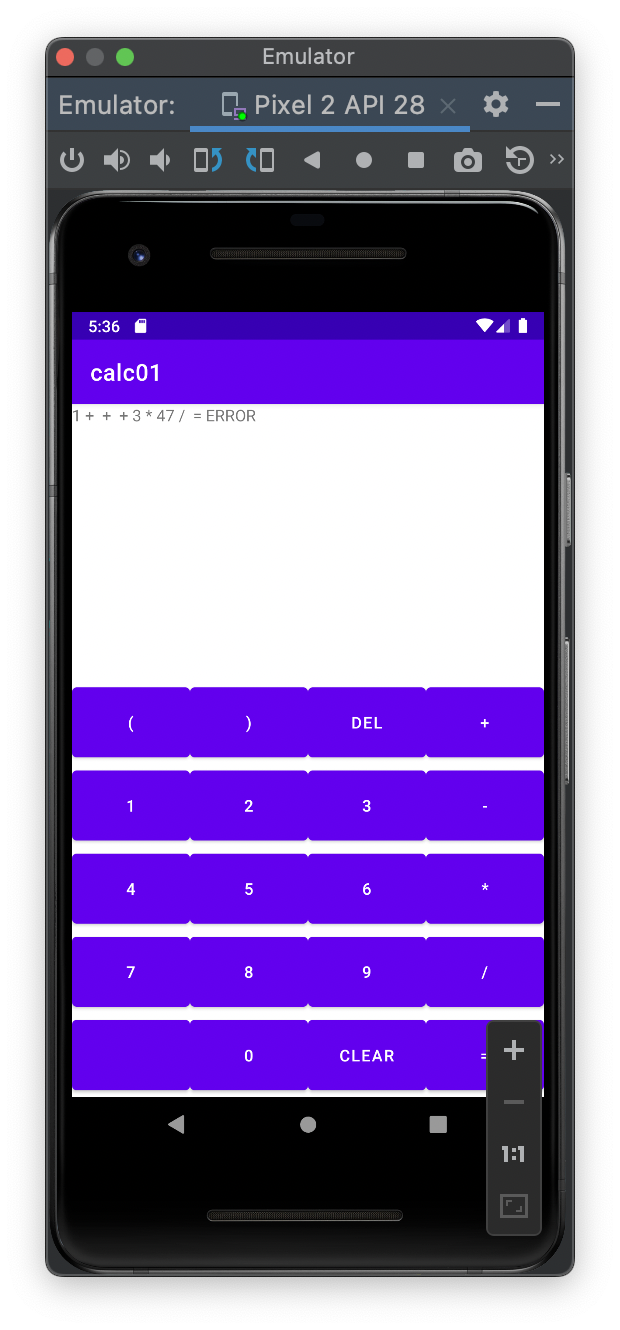 Emulator
Emulator: Pixel 2 API 28
5:36
calc01
1 +  +  + 3 * 47 /  = ERROR
( ) DEL +
1 2 3 -
4 5 6 *
7 8 9 /
0 CLEAR =
1:1